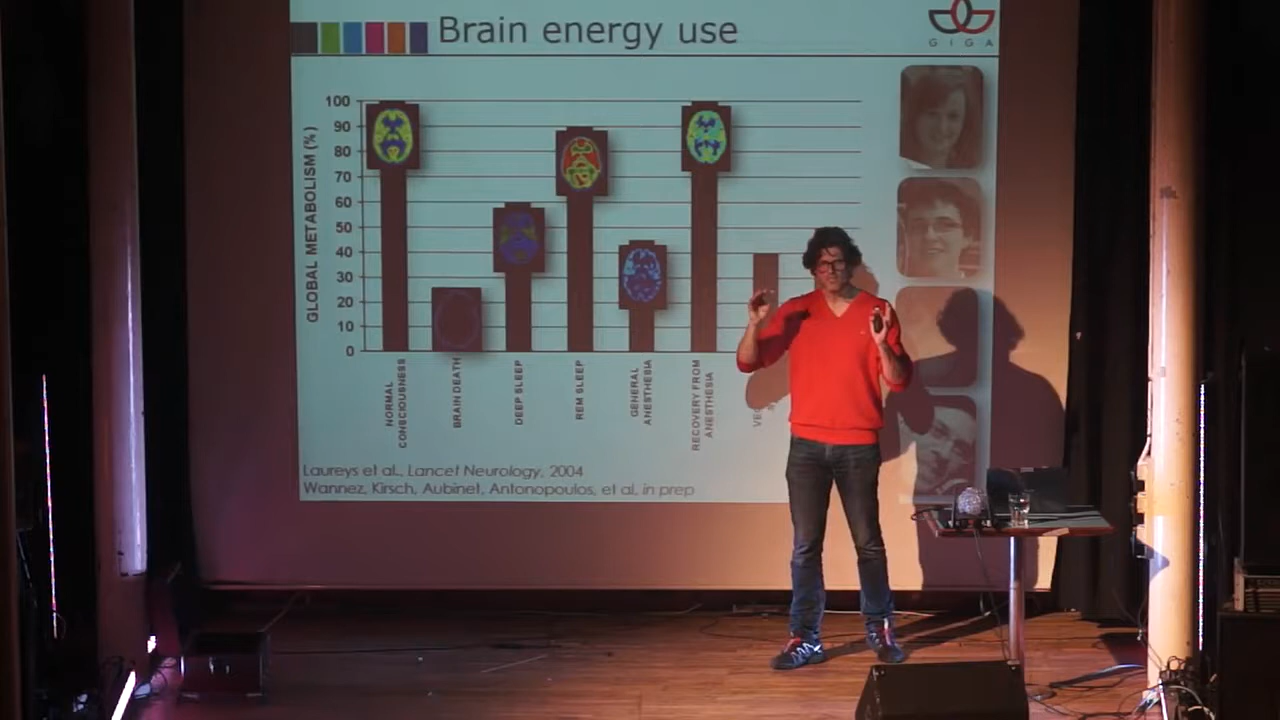 Brain energy use
GIGA
GLOBAL METABOLISM (%)
100
90
80
70
60
50
40
30
20
10
0
NORMAL
CONSCIOUSNESS
BRAIN DEATH
DEEP SLEEP
REM SLEEP
GENERAL
ANESTHESIA
RECOVERY FROM
ANESTHESIA
Laureys et al., Lancet Neurology, 2004
Wannez, Kirsch, Aubinet, Antonopoulos, et al, in prep